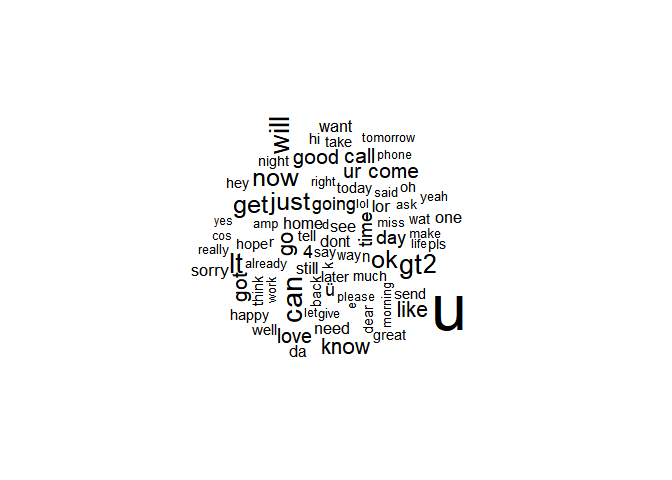 will
want
hi
take
tomorrow
night
good
call
phone
ur
come
hey
now
right
today
said
oh
yeah
get
just
going
lol
lor
ask
yes
amp
home
d
see
time
miss
wat
one
cos
really
hope
r
go
tell
dont
day
make
life
pls
sorry
lt
already
4
say
way
n
ok
gt
2
got
think
work
can
still
back
k
later
ü
much
please
e
dear
morning
send
like
u
happy
let
give
well
love
need
great
da
know